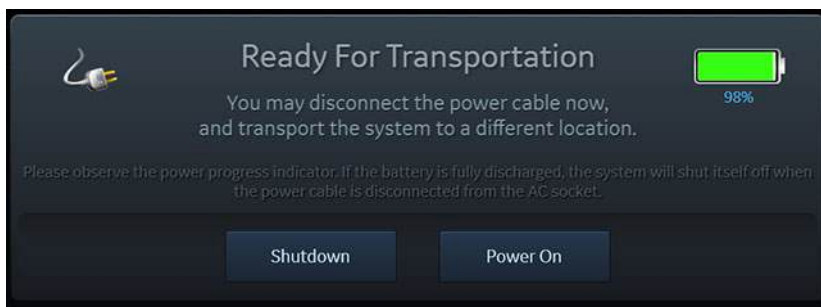 Ready For Transportation
98%
You may disconnect the power cable now,
and transport the system to a different location.
Please observe the power progress indicator. If the battery is fully discharged, the system will shut itself off when
the power cable is disconnected from the AC socket.
Shutdown
Power On